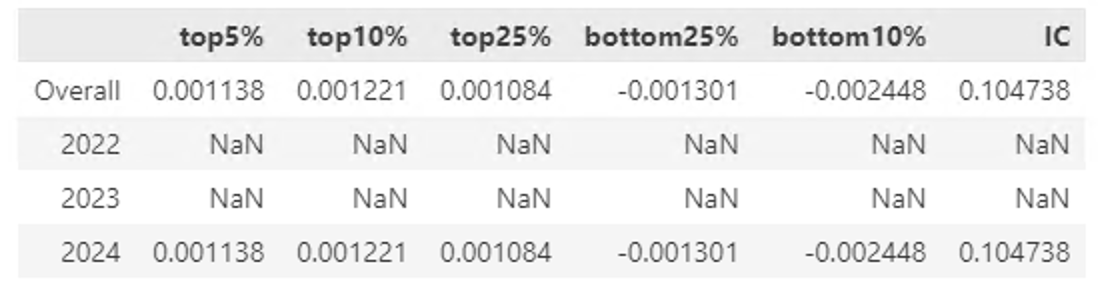 top5% top10% top25% bottom25% bottom10% IC
Overall 0.001138 0.001221 0.001084 -0.001301 -0.002448 0.104738
2022 NaN NaN NaN NaN NaN NaN
2023 NaN NaN NaN NaN NaN NaN
2024 0.001138 0.001221 0.001084 -0.001301 -0.002448 0.104738